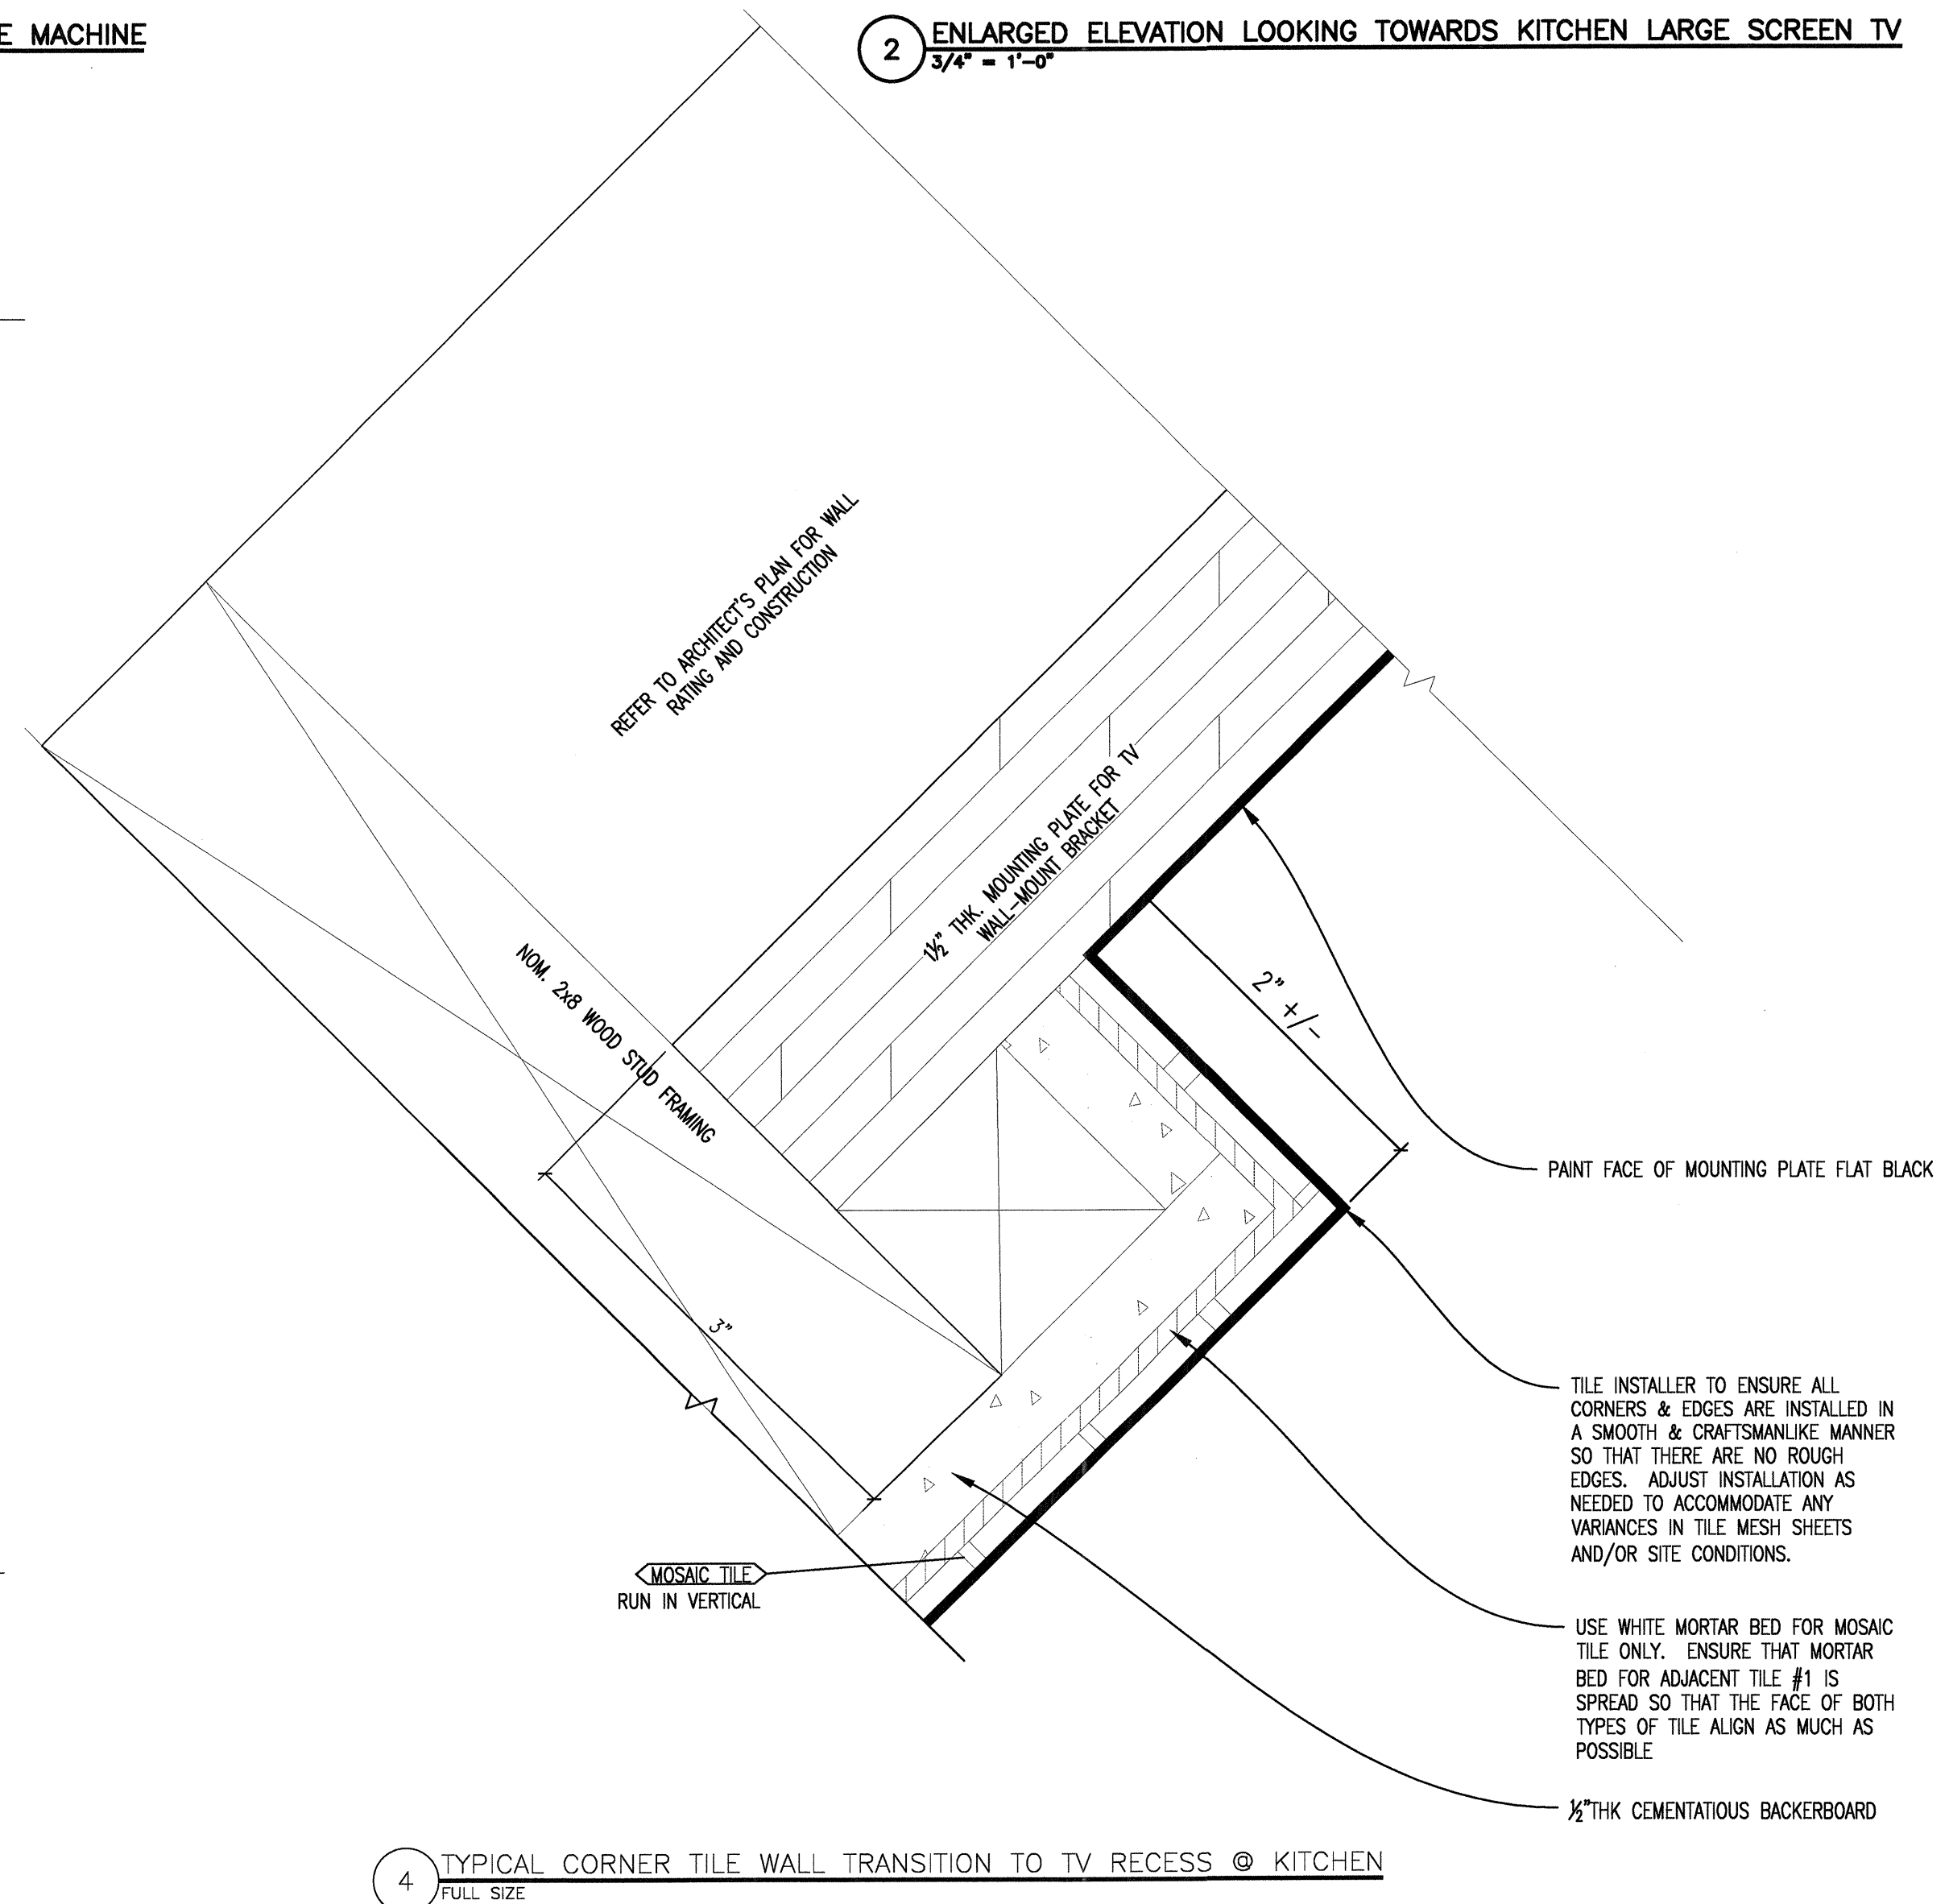 E MACHINE
2
ENLARGED ELEVATION LOOKING TOWARDS KITCHEN LARGE SCREEN TV
3/4" = 1'-0"
REFER TO ARCHITECT'S PLAN FOR WALL
RATING AND CONSTRUCTION
1½" THK. MOUNTING PLATE FOR TV
WALL-MOUNT BRACKET
NOM. 2x8 WOOD STUD FRAMING
2" +/-
3"
PAINT FACE OF MOUNTING PLATE FLAT BLACK
TILE INSTALLER TO ENSURE ALL
CORNERS & EDGES ARE INSTALLED IN
A SMOOTH & CRAFTSMANLIKE MANNER
SO THAT THERE ARE NO ROUGH
EDGES. ADJUST INSTALLATION AS
NEEDED TO ACCOMMODATE ANY
VARIANCES IN TILE MESH SHEETS
AND/OR SITE CONDITIONS.
MOSAIC TILE
RUN IN VERTICAL
USE WHITE MORTAR BED FOR MOSAIC
TILE ONLY. ENSURE THAT MORTAR
BED FOR ADJACENT TILE #1 IS
SPREAD SO THAT THE FACE OF BOTH
TYPES OF TILE ALIGN AS MUCH AS
POSSIBLE
½"THK CEMENTATIOUS BACKERBOARD
4
TYPICAL CORNER TILE WALL TRANSITION TO TV RECESS @ KITCHEN
FULL SIZE